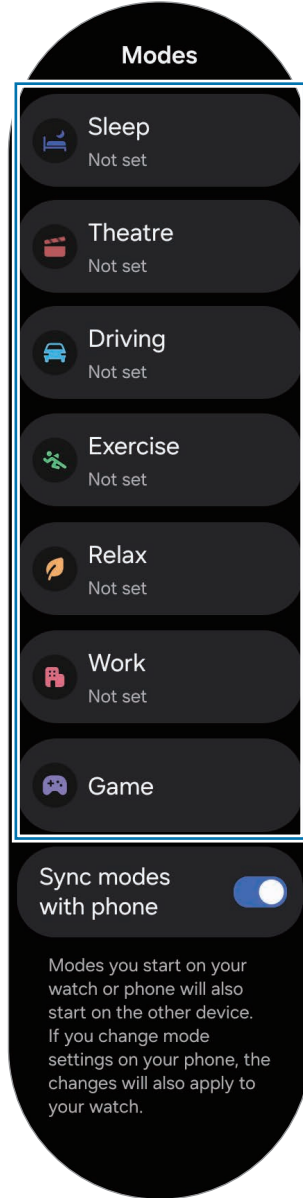 Modes
Sleep
Not set
Theatre
Not set
Driving
Not set
Exercise
Not set
Relax
Not set
Work
Not set
Game
Sync modes
with phone
Modes you start on your
watch or phone will also
start on the other device.
If you change mode
settings on your phone, the
changes will also apply to
your watch.